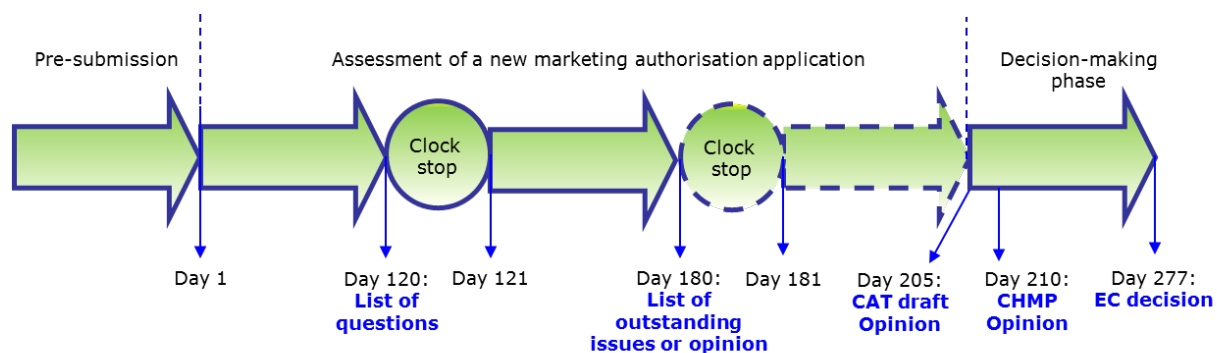 Pre-submission
Assessment of a new marketing authorisation application
Decision-making
phase
Clock
stop
Clock
stop
Day 1
Day 120:
List of
questions
Day 121
Day 180:
List of
outstanding
issues or opinion
Day 181
Day 205:
CAT draft
Opinion
Day 210:
CHMP
Opinion
Day 277:
EC decision